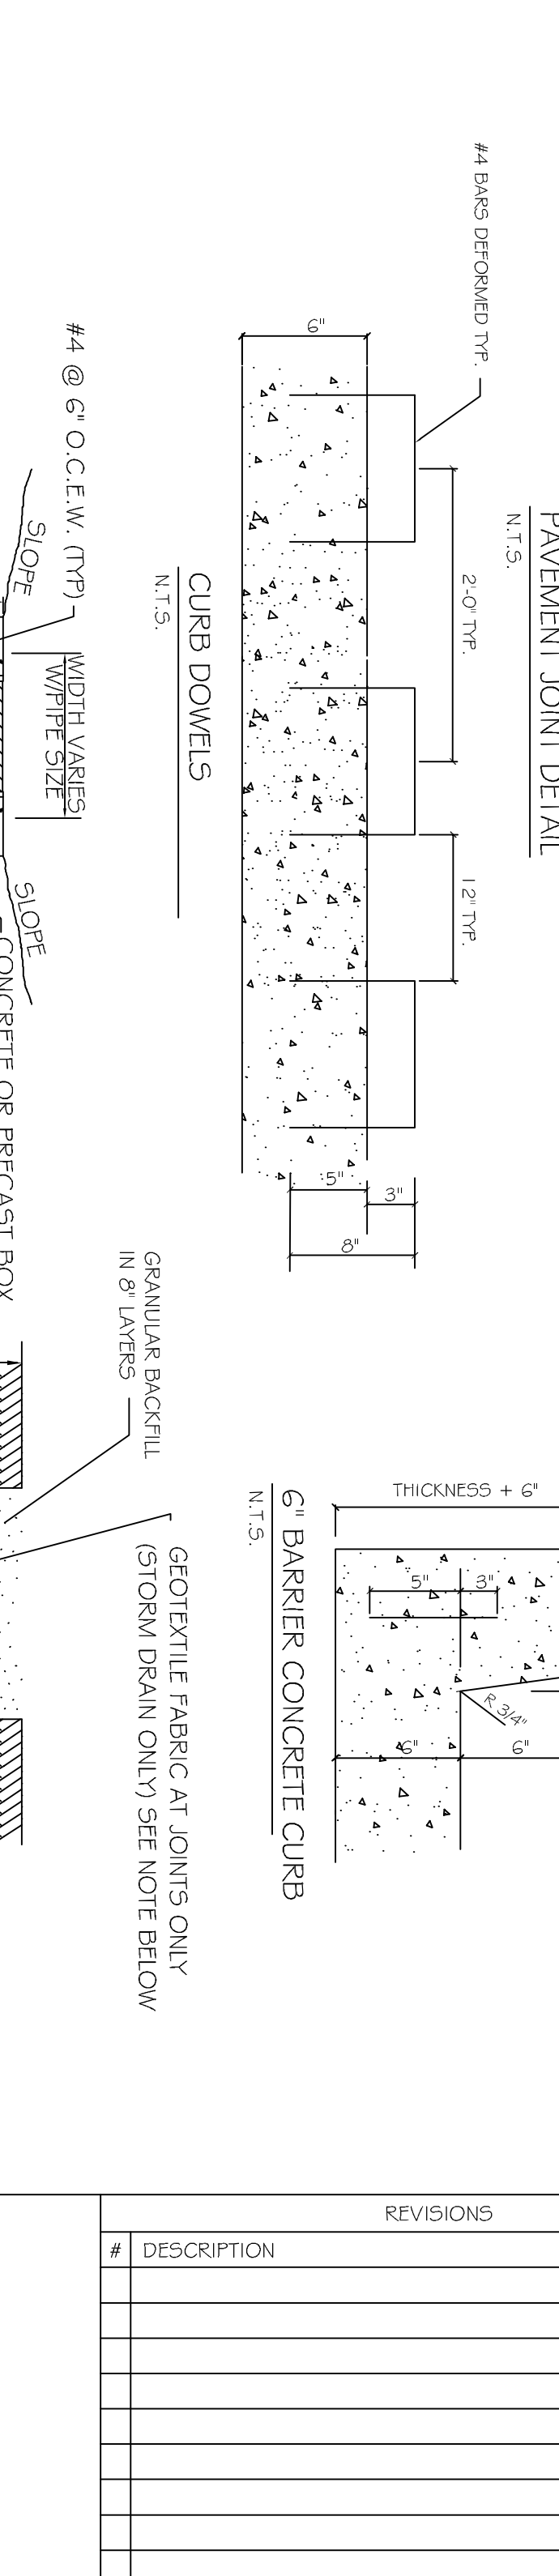 PAVEMENT JOINT DETAIL
N.T.S.
#4 BARS DEFORMED TYP.
2'-0" TYP.
12" TYP.
6"
5"
3"
8"
CURB DOWELS
N.T.S.
#4 @ 6" O.C.E.W. (TYP)
SLOPE
WIDTH VARIES
W/PIPE SIZE
SLOPE
CONCRETE OR PRECAST BOX
THICKNESS + 6"
5"
3"
R 3/4"
6"
6"
6" BARRIER CONCRETE CURB
N.T.S.
GRANULAR BACKFILL
IN 8" LAYERS
GEOTEXTILE FABRIC AT JOINTS ONLY
(STORM DRAIN ONLY) SEE NOTE BELOW
REVISIONS
# DESCRIPTION